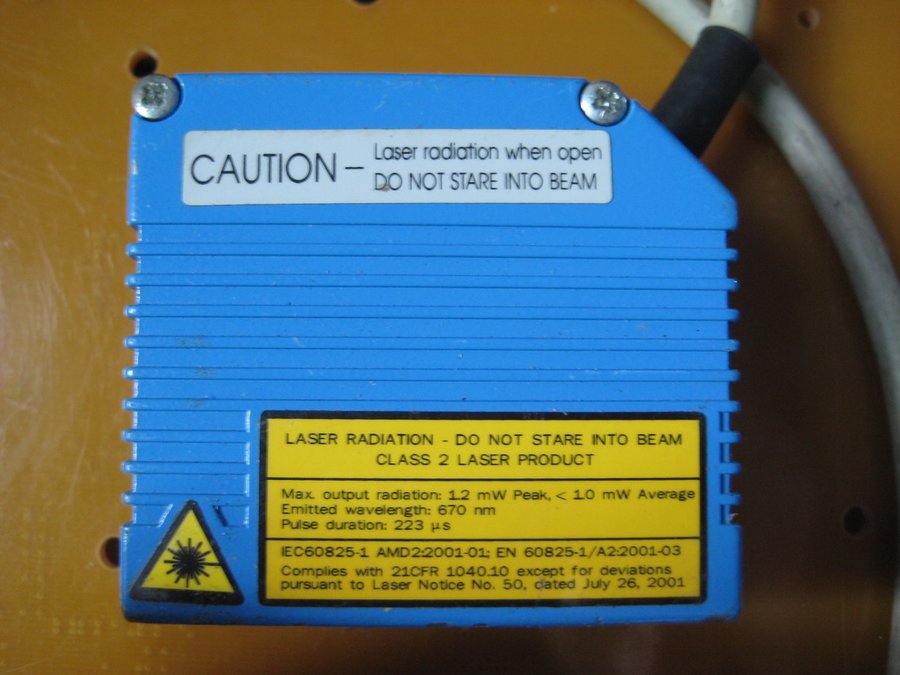 CAUTION – Laser radiation when open
DO NOT STARE INTO BEAM
LASER RADIATION - DO NOT STARE INTO BEAM
CLASS 2 LASER PRODUCT
Max. output radiation: 1.2 mW Peak, < 1.0 mW Average
Emitted wavelength: 670 nm
Pulse duration: 223 µs
IEC60825-1 AMD2:2001-01; EN 60825-1/A2:2001-03
Complies with 21CFR 1040.10 except for deviations
pursuant to Laser Notice No. 50, dated July 26, 2001